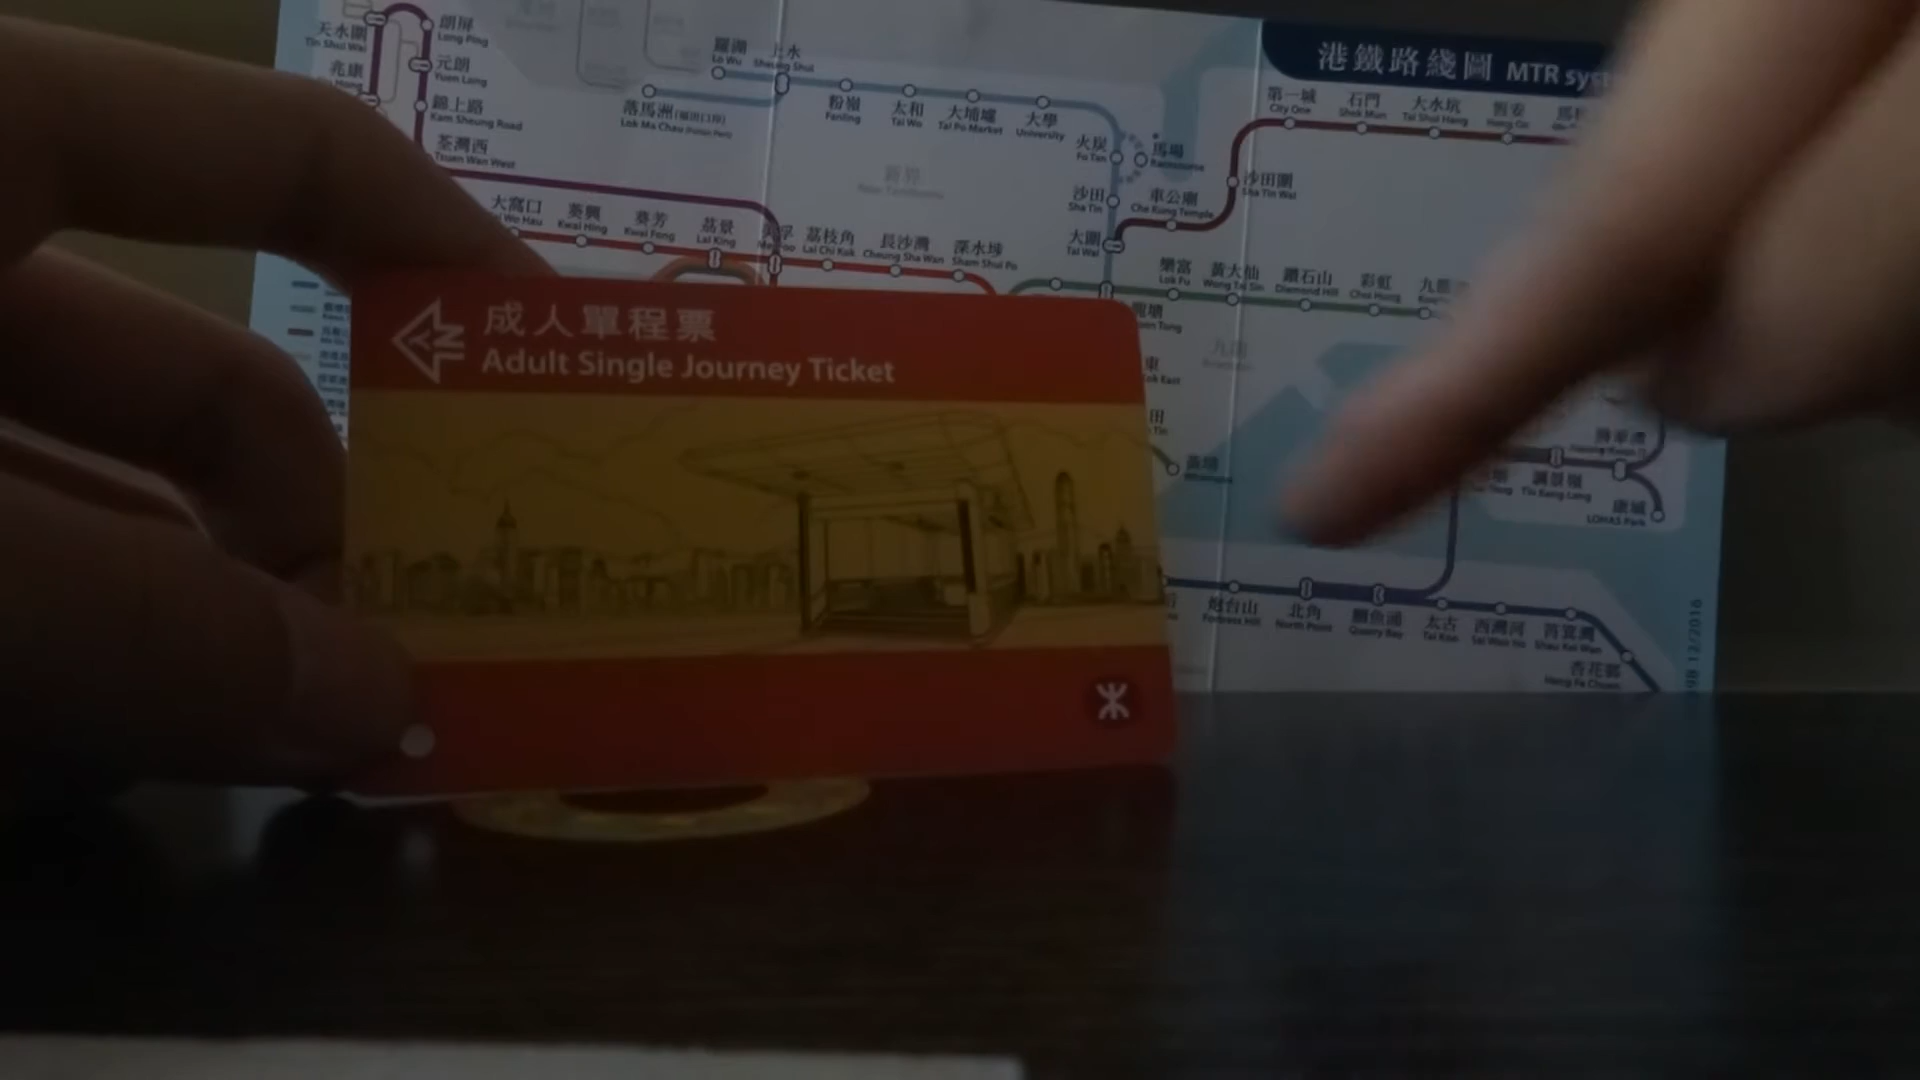 天水圍
Tin Shui Wai
朗屏
Long Ping
元朗
Yuen Long
兆康
錦上路
Kam Sheung Road
荃灣西
Tsuen Wan West
羅湖
Lo Wu
上水
Sheung Shui
落馬洲
Lok Ma Chau
粉嶺
Fanling
太和
Tai Wo
大埔墟
Tai Po Market
大學
University
火炭
Fo Tan
馬場
Racecourse
沙田
Sha Tin
車公廟
Che Kung Temple
大圍
Tai Wai
沙田圍
Sha Tin Wai
港鐵路綫圖 MTR sys
第一城
City One
石門
Shek Mun
大水坑
Tai Shui Hang
恆安
Heng On
大窩口
Wo Hau
葵興
Kwai Hing
葵芳
Kwai Fong
荔景
Lai King
荔枝角
Lai Chi Kok
長沙灣
Cheung Sha Wan
深水埗
Sham Shui Po
樂富
Lok Fu
黃大仙
Wong Tai Sin
鑽石山
Diamond Hill
彩虹
Choi Hung
成人單程票
Adult Single Journey Ticket
調景嶺
Tiu Keng Leng
康城
LOHAS Park
炮台山
Fortress Hill
北角
North Point
鰂魚涌
Quarry Bay
太古
Tai Koo
西灣河
Sai Wan Ho
筲箕灣
Shau Kei Wan
杏花邨
Heng Fa Chuen
12/2016